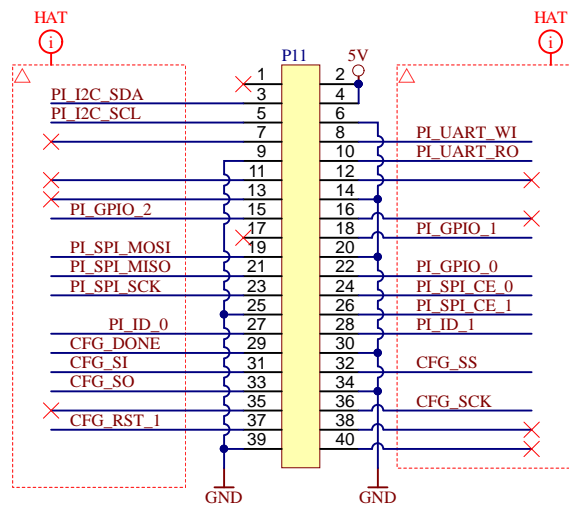 HAT HAT
i i
P11 5V
1 2
PI_I2C_SDA 3 4
PI_I2C_SCL 5 6
7 8 PI_UART_WI
9 10 PI_UART_RO
11 12
13 14
PI_GPIO_2 15 16
17 18 PI_GPIO_1
PI_SPI_MOSI 19 20
PI_SPI_MISO 21 22 PI_GPIO_0
PI_SPI_SCK 23 24 PI_SPI_CE_0
25 26 PI_SPI_CE_1
PI_ID_0 27 28 PI_ID_1
CFG_DONE 29 30
CFG_SI 31 32 CFG_SS
CFG_SO 33 34
35 36 CFG_SCK
CFG_RST_1 37 38
39 40
GND GND